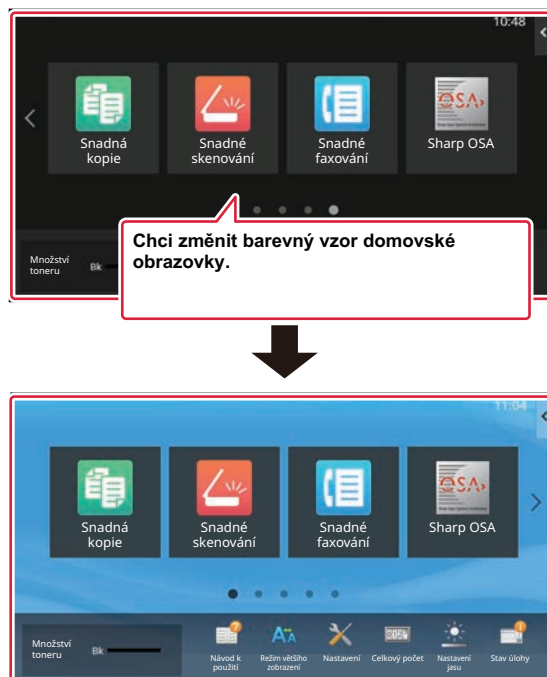 10:48
Snadná
kopie
Snadné
skenování
Snadné
faxování
Sharp OSA
Chci změnit barevný vzor domovské
obrazovky.
Množství
toneru
Bk
11:04
Snadná
kopie
Snadné
skenování
Snadné
faxování
Sharp OSA
Množství
toneru
Bk
Návod k
použití
Režim většího
zobrazení
Nastavení
Celkový počet
Nastavení
jasu
Stav úlohy